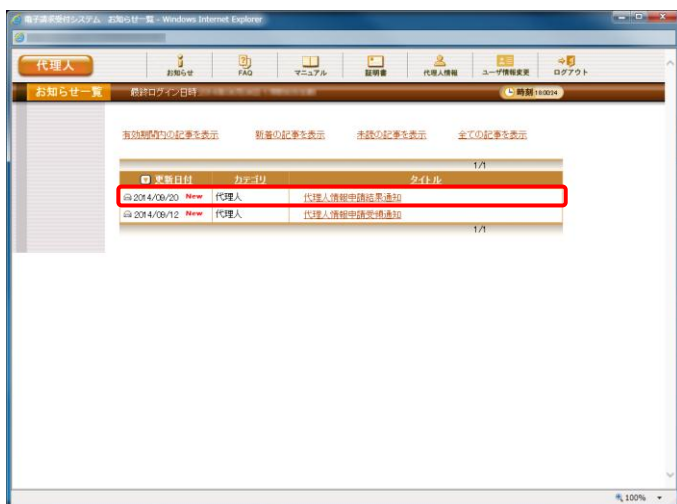 電子請求受付システム お知らせ一覧 - Windows Internet Explorer
代理人
お知らせ
FAQ
マニュアル
証明書
代理人情報
ユーザ情報変更
ログアウト
お知らせ一覧 最終ログイン日時 時刻
有効期間内の記事を表示 新着の記事を表示 未読の記事を表示 全ての記事を表示
1/1
更新日付 カテゴリ タイトル
2014/09/20 New 代理人 代理人情報申請結果通知
2014/09/12 New 代理人 代理人情報申請受領通知
1/1
100%